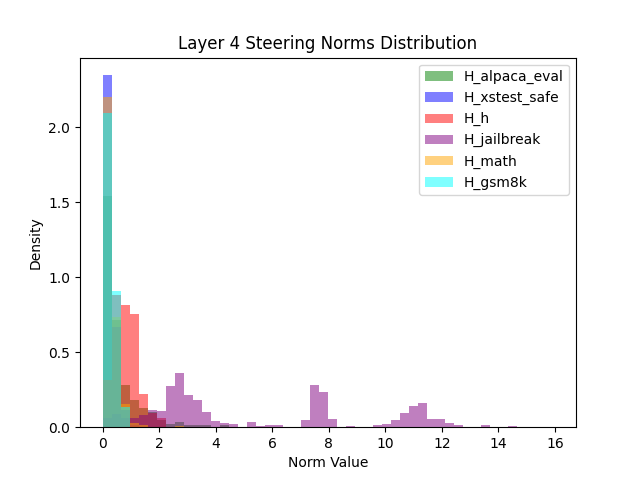 Layer 4 Steering Norms Distribution
H_alpaca_eval
H_xstest_safe
H_h
H_jailbreak
H_math
H_gsm8k
Density
2.0
1.5
1.0
0.5
0.0
0 2 4 6 8 10 12 14 16
Norm Value